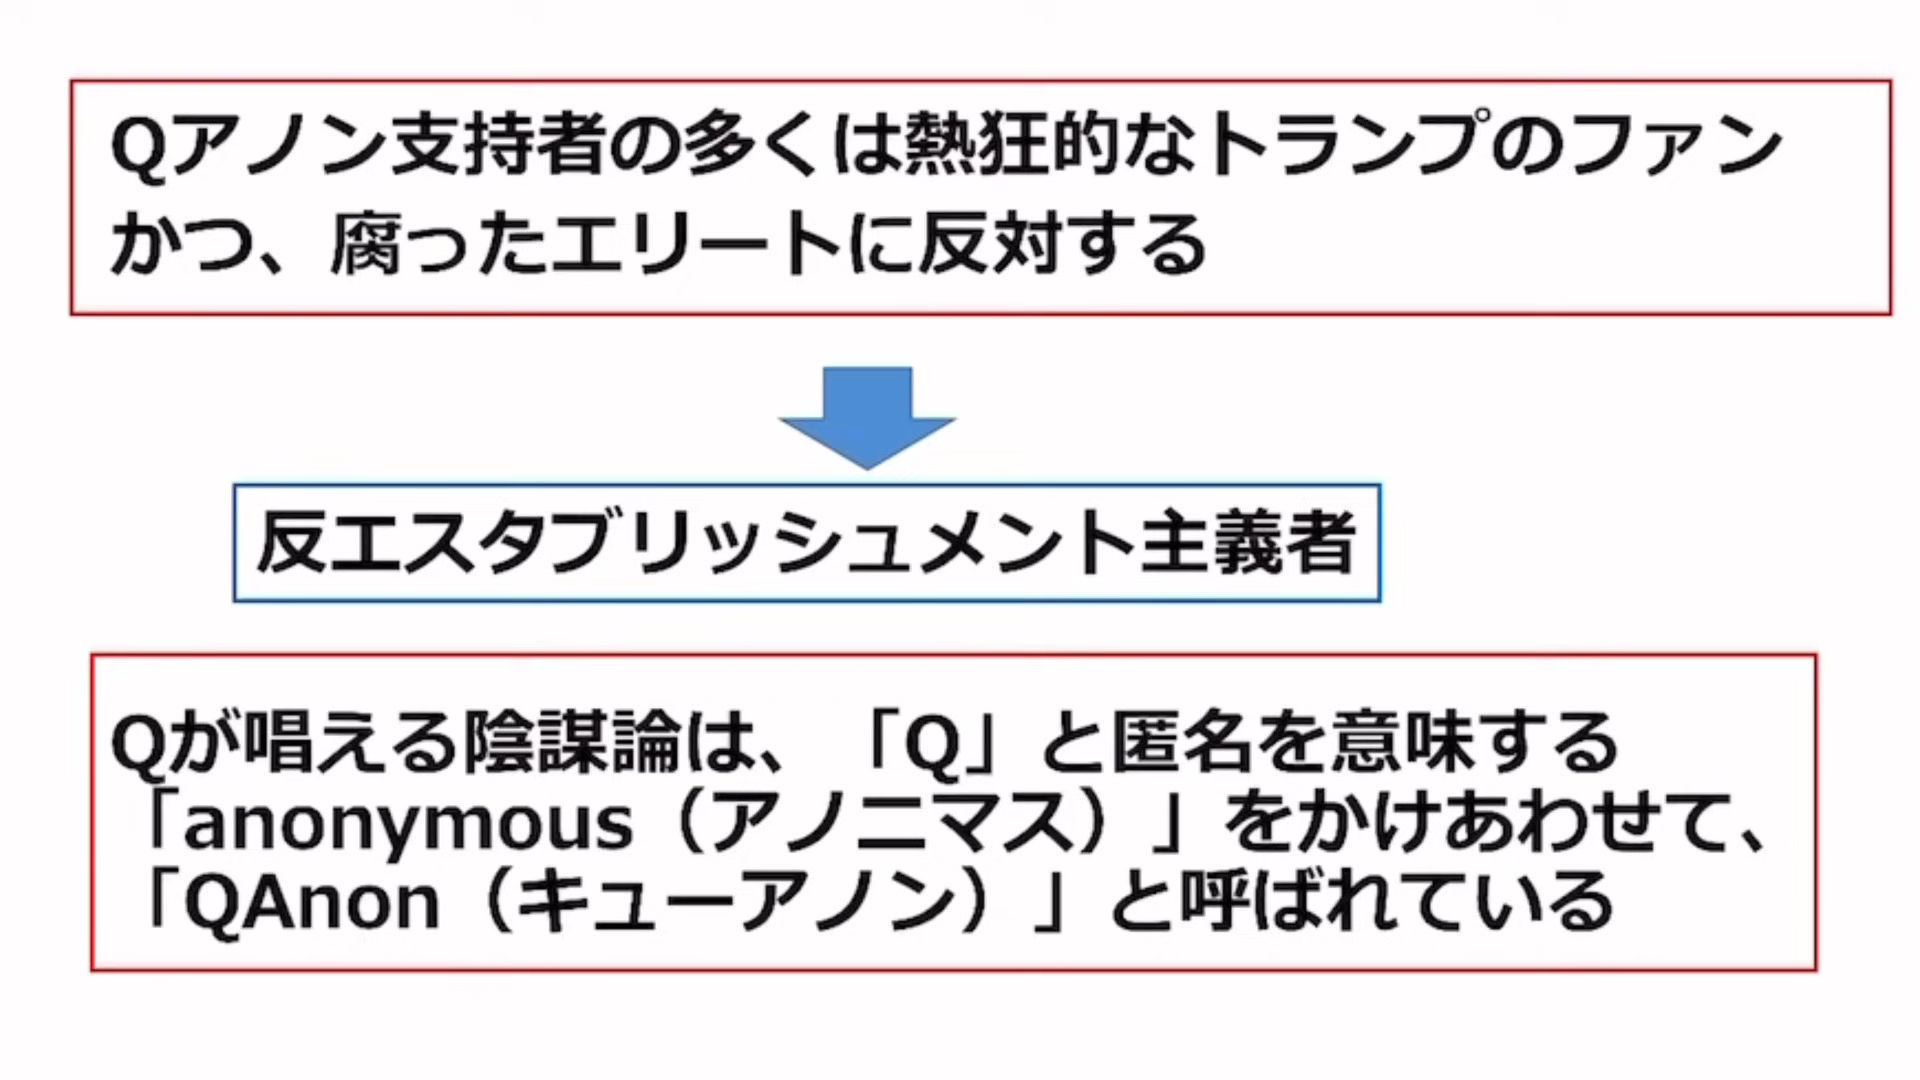 Qアノン支持者の多くは熱狂的なトランプのファン
かつ、腐ったエリートに反対する
反エスタブリッシュメント主義者
Qが唱える陰謀論は、「Q」と匿名を意味する
「anonymous（アノニマス）」をかけあわせて、
「QAnon（キューアノン）」と呼ばれている